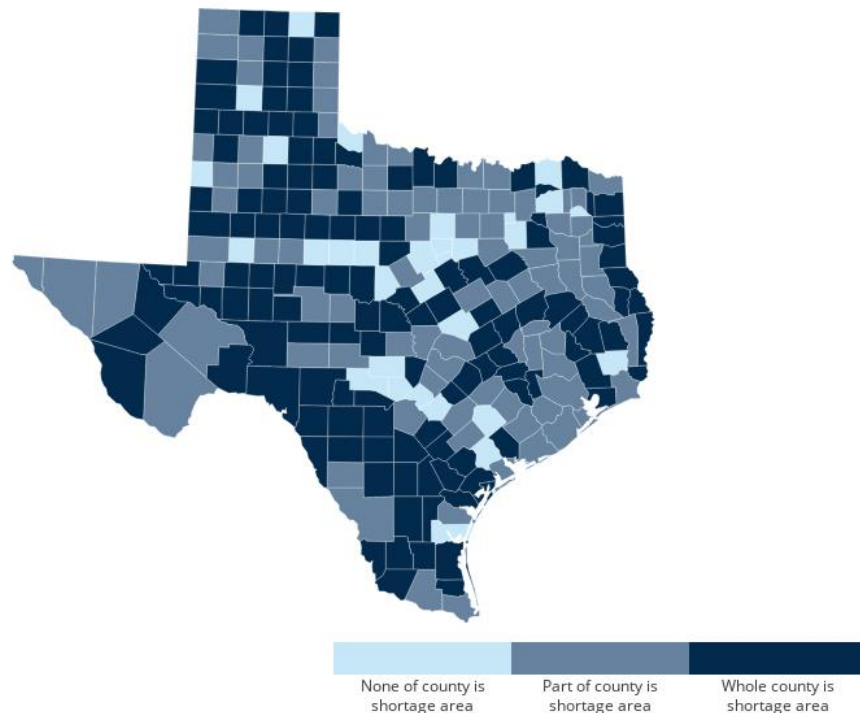 None of county is
shortage area
Part of county is
shortage area
Whole county is
shortage area